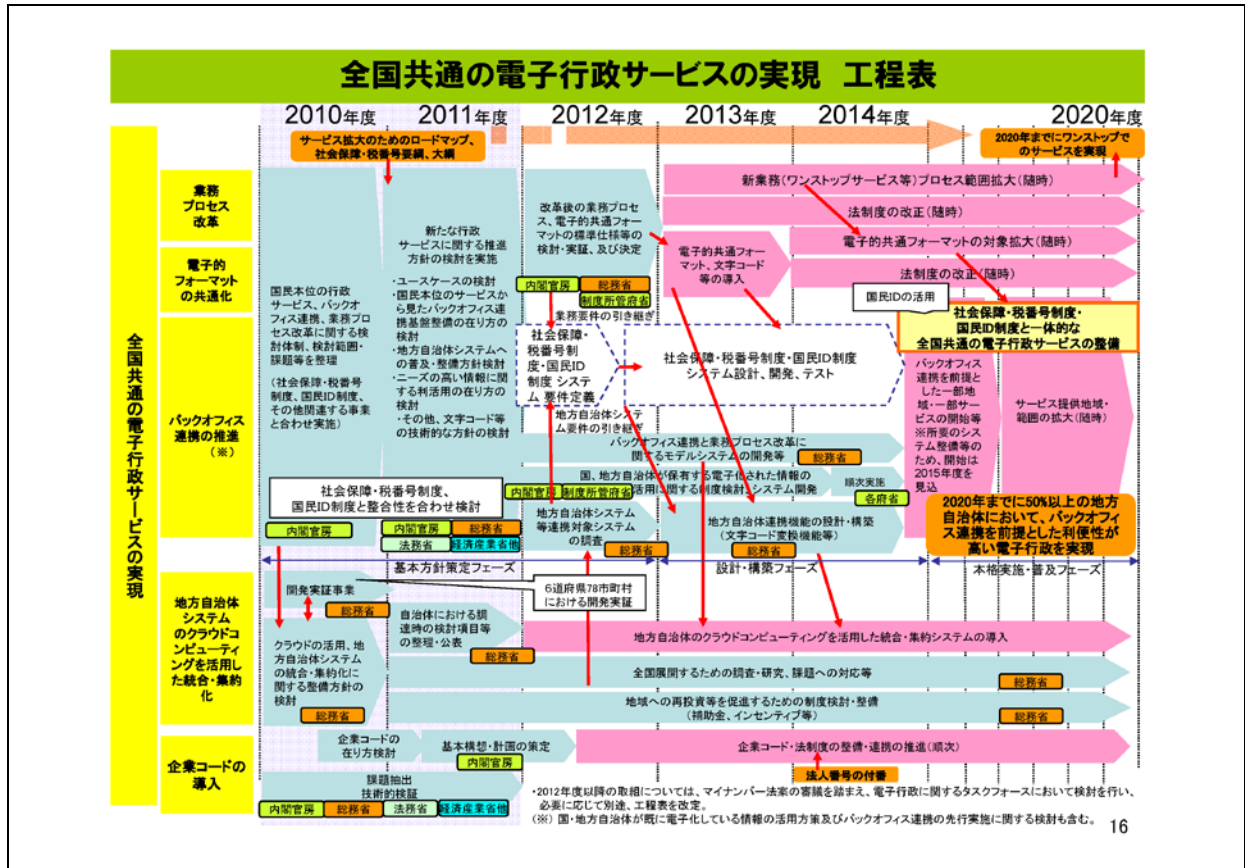 全国共通の電子行政サービスの実現 工程表
2010年度
2011年度
2012年度
2013年度
2014年度
2020年度
サービス拡大のためのロードマップ、
社会保障・税番号要綱、大綱
2020年までにワンストップで
のサービスを実現
全国共通の電子行政サービスの実現
業務
プロセス
改革
電子的
フォーマット
の共通化
バックオフィス
連携の推進
(※)
地方自治体
システム
のクラウドコ
ンピューティ
ングを活用し
た統合・集約
化
企業コードの
導入
国民本位の行政
サービス、バックオ
フィス連携、業務プロ
セス改革に関する検
討体制、検討範囲・
課題等を整理
(社会保障・税番号
制度、国民ID制度、
その他関連する事業
と合わせ実施)
新たな行政
サービスに関する推進
方針の検討を実施
・ユースケースの検討
・国民本位のサービスか
ら見たバックオフィス連
携基盤整備の在り方の
検討
・地方自治体システムへ
の普及・整備方針検討
・ニーズの高い情報に関
する利活用の在り方の
検討
・その他、文字コード等
の技術的な方針の検討
改革後の業務プロセ
ス、電子的共通フォー
マットの標準仕様等の
検討・実証、及び決定
内閣官房
総務省
制度所管府省
業務要件の引き継ぎ
新業務(ワンストップサービス等)プロセス範囲拡大(随時)
法制度の改正(随時)
電子的共通フォー
マット、文字コード
等の導入
電子的共通フォーマットの対象拡大(随時)
法制度の改正(随時)
国民IDの活用
社会保障・税番号制度・
国民ID制度と一体的な
全国共通の電子行政サービスの整備
社会保障・
税番号制
度・国民ID
制度 システ
ム 要件定義
社会保障・税番号制度・国民ID制度
システム設計、開発、テスト
地方自治体システ
ム要件の引き継ぎ
バックオフィス連携と業務プロセス改革に
関するモデルシステムの開発等
総務省
国、地方自治体が保有する電子化された情報の
活用に関する制度検討、システム開発
内閣官房
制度所管府省
順次実施
各府省
バックオフィス
連携を前提と
した一部地
域・一部サー
ビスの開始等
※所要のシス
テム整備等の
ため、開始は
2015年度を
見込
サービス提供地域・
範囲の拡大(随時)
社会保障・税番号制度、
国民ID制度と整合性を合わせ検討
内閣官房
内閣官房
総務省
法務省
経済産業省他
地方自治体システム
等連携対象システム
の調査
総務省
地方自治体連携機能の設計・構築
(文字コード変換機能等)
総務省
2020年までに50%以上の地方
自治体において、バックオフィ
ス連携を前提とした利便性が
高い電子行政を実現
基本方針策定フェーズ
設計・構築フェーズ
本格実施・普及フェーズ
開発実証事業
総務省
6道府県78市町村
における開発実証
クラウドの活用、地
方自治体システム
の統合・集約化に
関する整備方針の
検討
総務省
自治体における調
達時の検討項目等
の整理・公表
総務省
地方自治体のクラウドコンピューティングを活用した統合・集約システムの導入
全国展開するための調査・研究、課題への対応等
総務省
地域への再投資等を促進するための制度検討・整備
(補助金、インセンティブ等)
総務省
企業コードの
在り方検討
基本構想・計画の策定
内閣官房
企業コード・法制度の整備・連携の推進(順次)
法人番号の付番
課題抽出
技術的検証
内閣官房
総務省
法務省
経済産業省他
・2012年度以降の取組については、マイナンバー法案の審議を踏まえ、電子行政に関するタスクフォースにおいて検討を行い、
必要に応じて別途、工程表を改定。
(※) 国・地方自治体が既に電子化している情報の活用方策及びバックオフィス連携の先行実施に関する検討も含む。
16